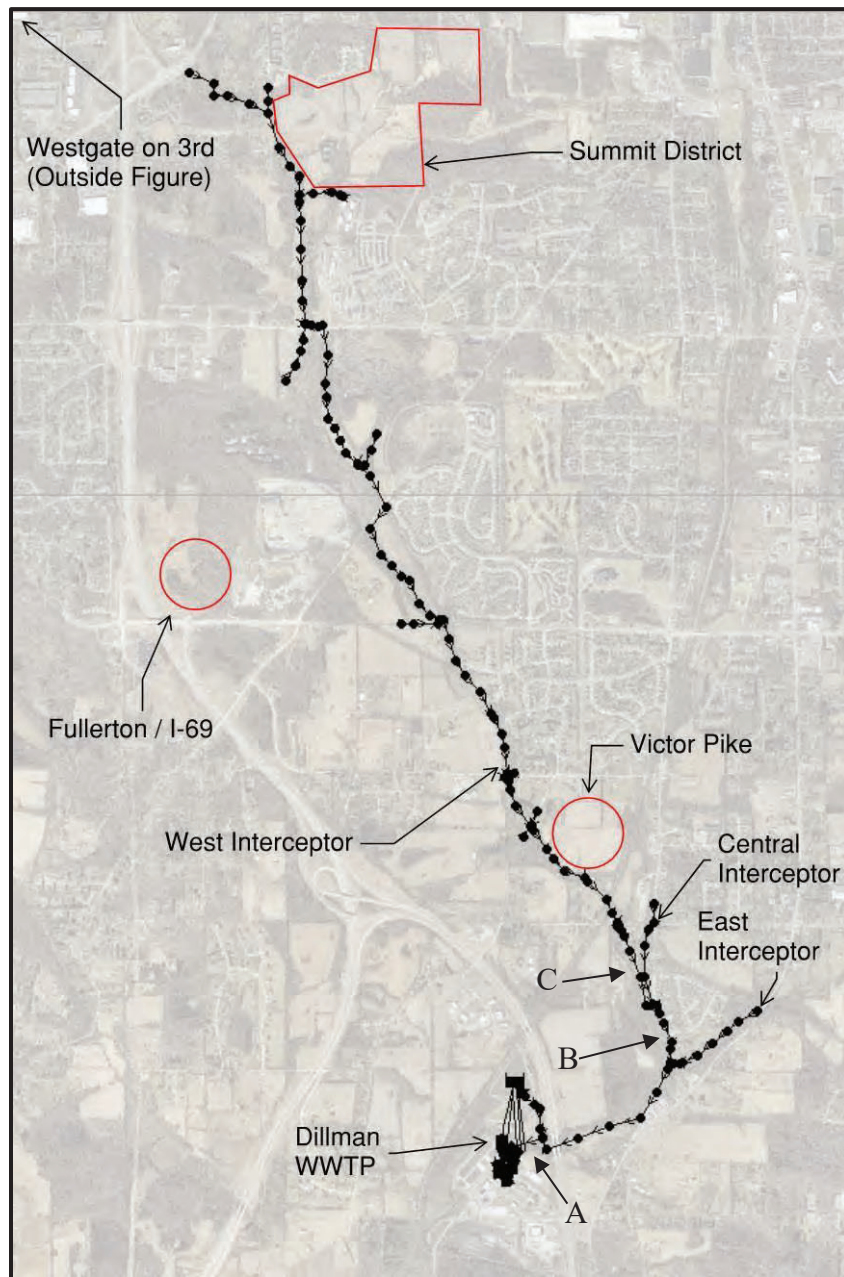 Westgate on 3rd
(Outside Figure)
Summit District
Fullerton / I-69
Victor Pike
West Interceptor
Central
Interceptor
East
Interceptor
C
B
Dillman
WWTP
A